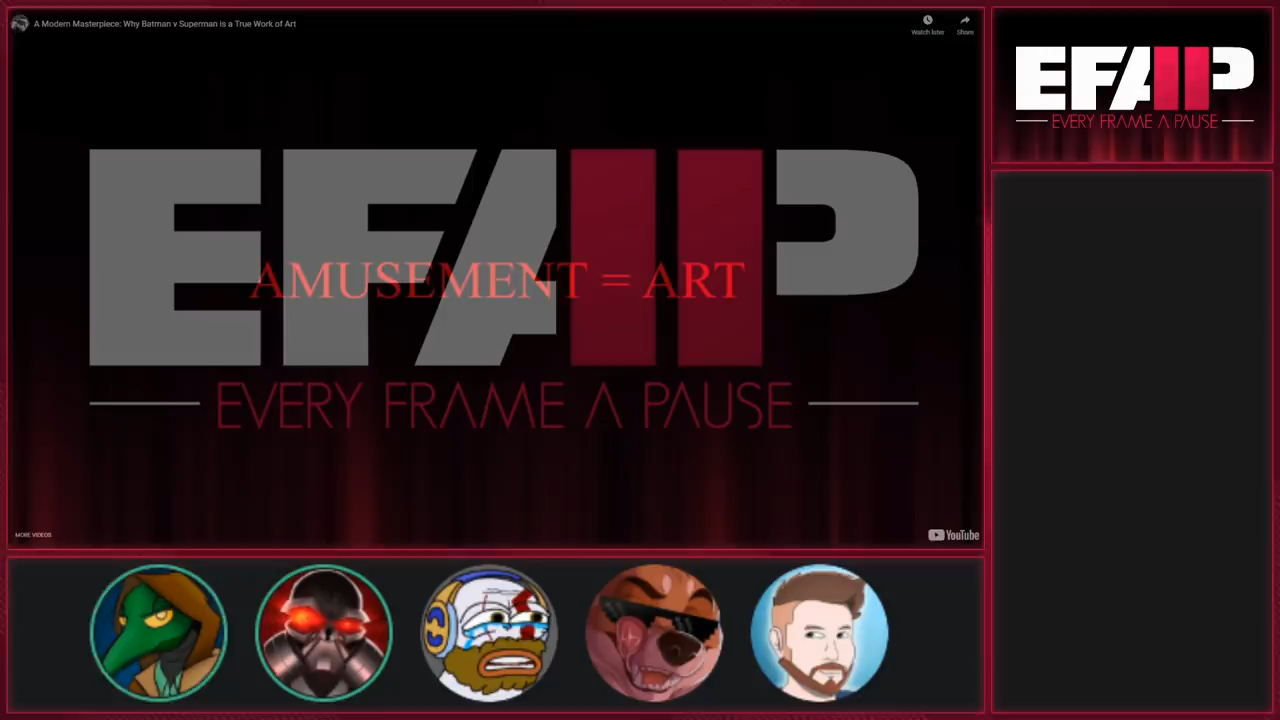 A Modern Masterpiece: Why Batman v Superman is a True Work of Art
Watch later
Share
EFAP
EVERY FRAME A PAUSE
EFAP
AMUSEMENT = ART
EVERY FRAME A PAUSE
MORE VIDEOS
YouTube